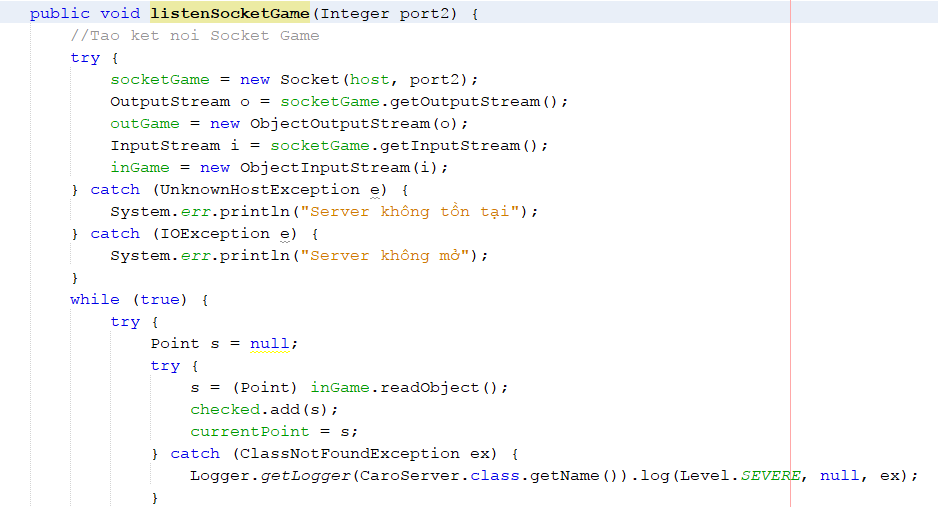 public void listenSocketGame(Integer port2) {
//Tao ket noi Socket Game
try {
socketGame = new Socket(host, port2);
OutputStream o = socketGame.getOutputStream();
outGame = new ObjectOutputStream(o);
InputStream i = socketGame.getInputStream();
inGame = new ObjectInputStream(i);
} catch (UnknownHostException e) {
System.err.println("Server không tồn tại");
} catch (IOException e) {
System.err.println("Server không mở");
}
while (true) {
try {
Point s = null;
try {
s = (Point) inGame.readObject();
checked.add(s);
currentPoint = s;
} catch (ClassNotFoundException ex) {
Logger.getLogger(CaroServer.class.getName()).log(Level.SEVERE, null, ex);
}